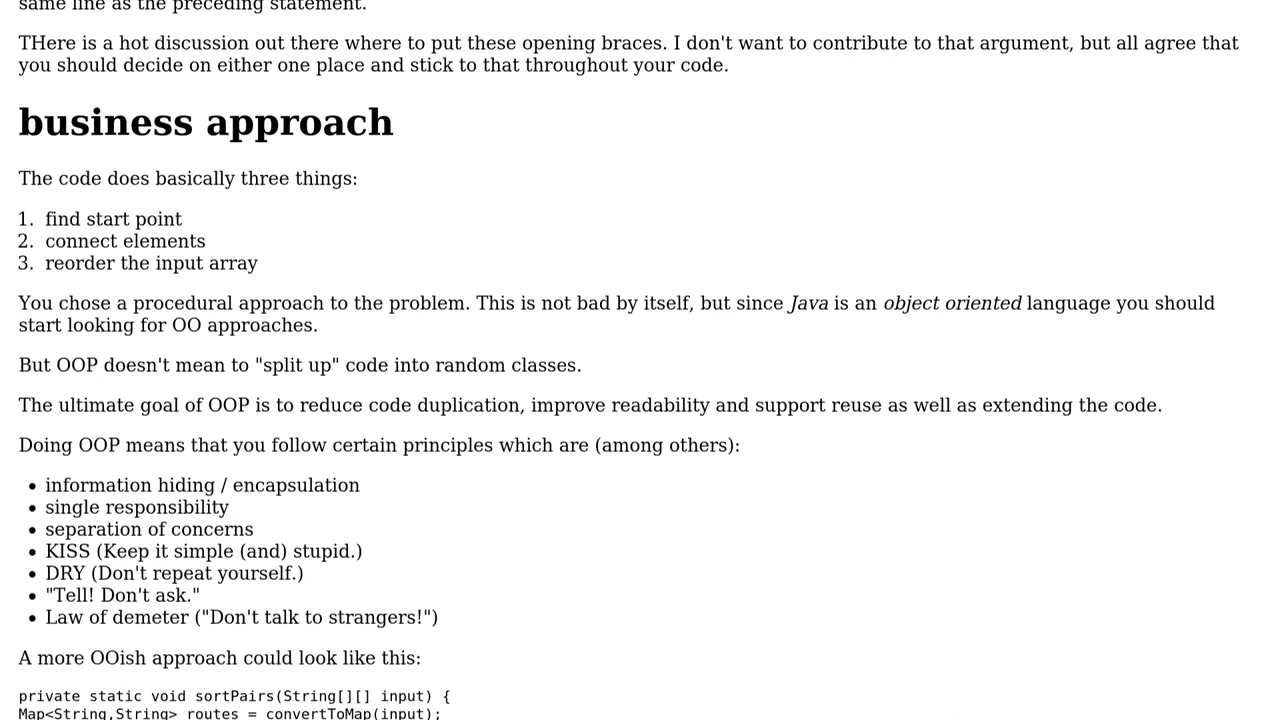 same line as the preceding statement.
THere is a hot discussion out there where to put these opening braces. I don't want to contribute to that argument, but all agree that
you should decide on either one place and stick to that throughout your code.
business approach
The code does basically three things:
1. find start point
2. connect elements
3. reorder the input array
You chose a procedural approach to the problem. This is not bad by itself, but since Java is an object oriented language you should
start looking for OO approaches.
But OOP doesn't mean to "split up" code into random classes.
The ultimate goal of OOP is to reduce code duplication, improve readability and support reuse as well as extending the code.
Doing OOP means that you follow certain principles which are (among others):
• information hiding / encapsulation
• single responsibility
• separation of concerns
• KISS (Keep it simple (and) stupid.)
• DRY (Don't repeat yourself.)
• "Tell! Don't ask."
• Law of demeter ("Don't talk to strangers!")
A more OOish approach could look like this:
private static void sortPairs(String[][] input) {
Map<String,String> routes = convertToMap(input);